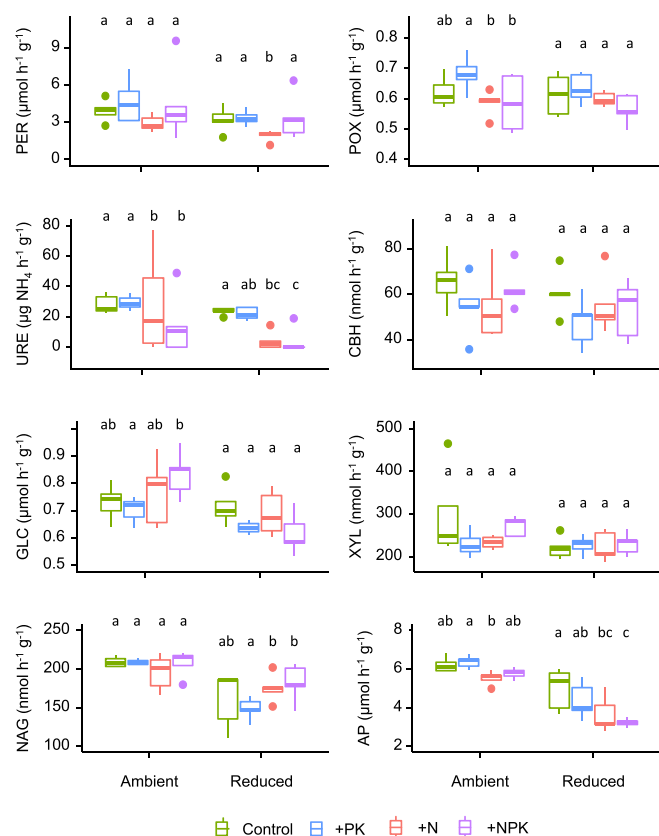 a a a a a a b a
9
6
3
0
PER (µmol h⁻¹ g⁻¹)
ab a b b a a a a
0.8
0.7
0.6
0.5
0.4
POX (µmol h⁻¹ g⁻¹)
a a b b a ab bc c
80
60
40
20
0
URE (µg NH₄ (h⁻¹ g⁻¹)
a a a a a a a a
80
60
40
CBH (nmol h⁻¹ g⁻¹)
ab a ab b a a a a
0.9
0.8
0.7
0.6
0.5
GLC (µmol h⁻¹ g⁻¹)
a a a a a a a a
500
400
300
200
XYL (nmol h⁻¹ g⁻¹)
a a a a ab a b b
250
200
150
100
NAG (nmol h⁻¹ g⁻¹)
ab a b ab a ab bc c
8
6
4
2
AP (µmol h⁻¹ g⁻¹)
Ambient Reduced Ambient Reduced
Control +PK +N +NPK